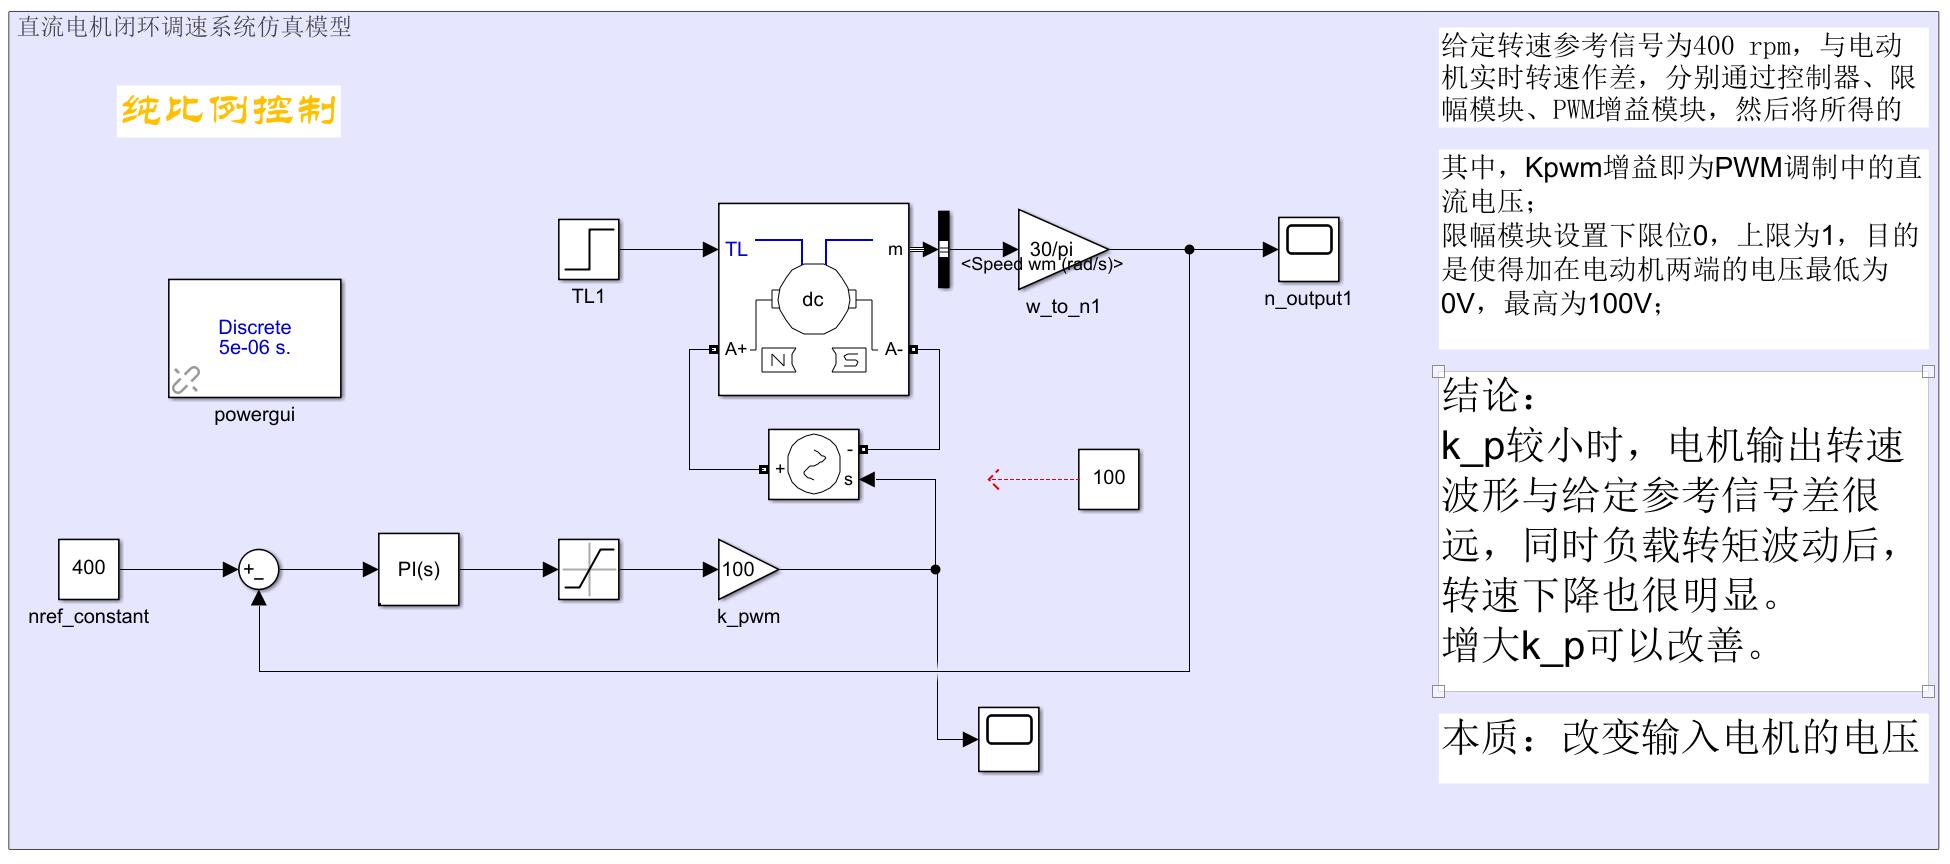 直流电机闭环调速系统仿真模型
纯比例控制
给定转速参考信号为400 rpm，与电动
机实时转速作差，分别通过控制器、限
幅模块、PWM增益模块，然后将所得的
其中，Kpwm增益即为PWM调制中的直
流电压；
限幅模块设置下限位0，上限为1，目的
是使得加在电动机两端的电压最低为
0V，最高为100V；
TL1
TL
m
dc
A+
A-
N
S
30/pi
<Speed wm (rad/s)>
w_to_n1
n_output1
Discrete
5e-06 s.
powergui
+
-
s
100
400
nref_constant
+
_
PI(s)
100
k_pwm
结论：
k_p较小时，电机输出转速
波形与给定参考信号差很
远，同时负载转矩波动后，
转速下降也很明显。
增大k_p可以改善。
本质：改变输入电机的电压